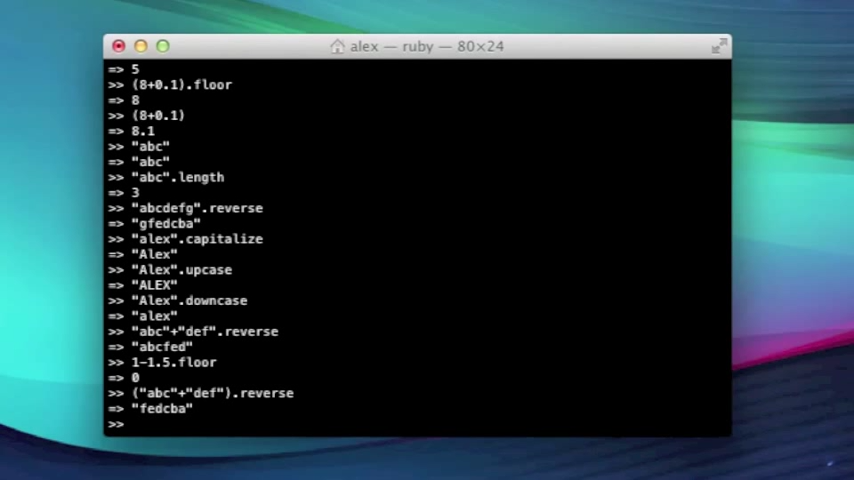 alex — ruby — 80×24
=> 5
>> (8+0.1).floor
=> 8
>> (8+0.1)
=> 8.1
>> "abc"
=> "abc"
>> "abc".length
=> 3
>> "abcdefg".reverse
=> "gfedcba"
>> "alex".capitalize
=> "Alex"
>> "Alex".upcase
=> "ALEX"
>> "Alex".downcase
=> "alex"
>> "abc"+"def".reverse
=> "abcfed"
>> 1-1.5.floor
=> 0
>> ("abc"+"def").reverse
=> "fedcba"
>>